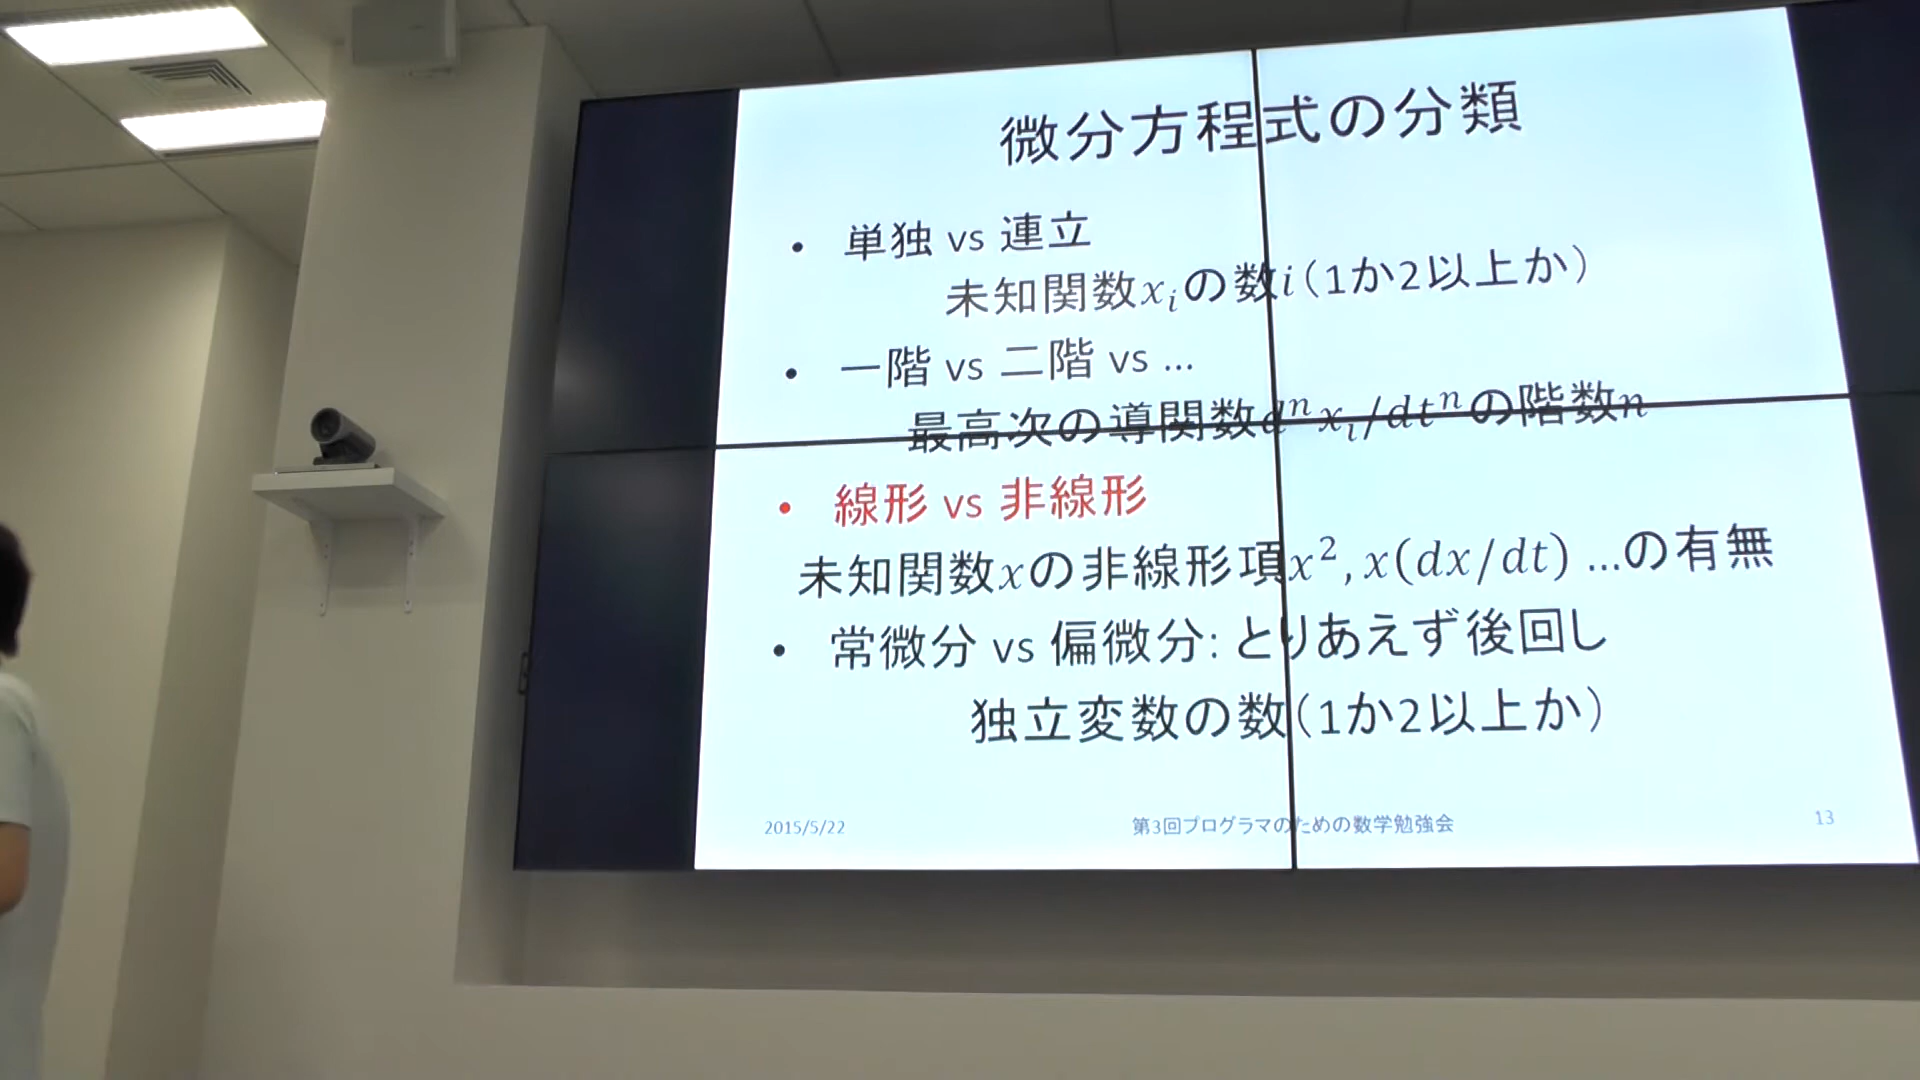 微分方程式の分類
• 単独 vs 連立
未知関数xᵢの数i(1か2以上か)
• 一階 vs 二階 vs ...
最高次の導関数dⁿxᵢ/dtⁿの階数n
• 線形 vs 非線形
未知関数xの非線形項x²,x(dx/dt) ...の有無
• 常微分 vs 偏微分: とりあえず後回し
独立変数の数(1か2以上か)
2015/5/22 第3回プログラマのための数学勉強会 13